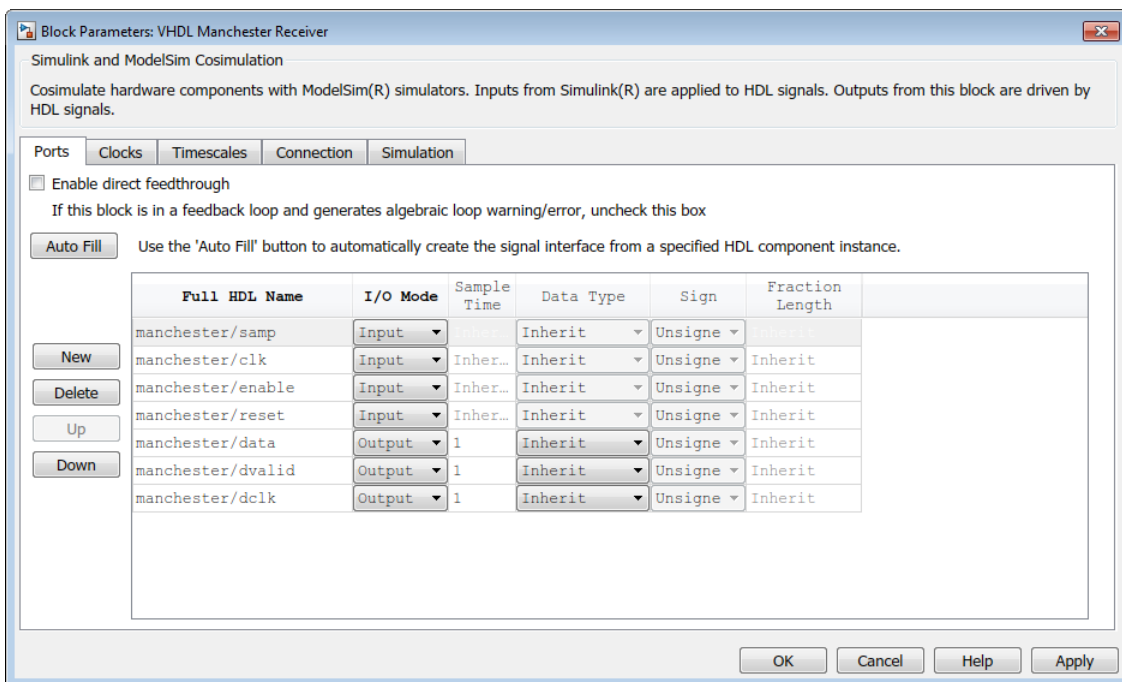 Block Parameters: VHDL Manchester Receiver
Simulink and ModelSim Cosimulation
Cosimulate hardware components with ModelSim(R) simulators. Inputs from Simulink(R) are applied to HDL signals. Outputs from this block are driven by
HDL signals.
Ports Clocks Timescales Connection Simulation
Enable direct feedthrough
If this block is in a feedback loop and generates algebraic loop warning/error, uncheck this box
Auto Fill Use the 'Auto Fill' button to automatically create the signal interface from a specified HDL component instance.
Full HDL Name I/O Mode Sample Time Data Type Sign Fraction Length
manchester/samp Input Inher... Inherit Unsigne Inherit
New
manchester/clk Input Inher... Inherit Unsigne Inherit
Delete
manchester/enable Input Inher... Inherit Unsigne Inherit
manchester/reset Input Inher... Inherit Unsigne Inherit
Up
manchester/data Output 1 Inherit Unsigne Inherit
Down
manchester/dvalid Output 1 Inherit Unsigne Inherit
manchester/dclk Output 1 Inherit Unsigne Inherit
OK Cancel Help Apply